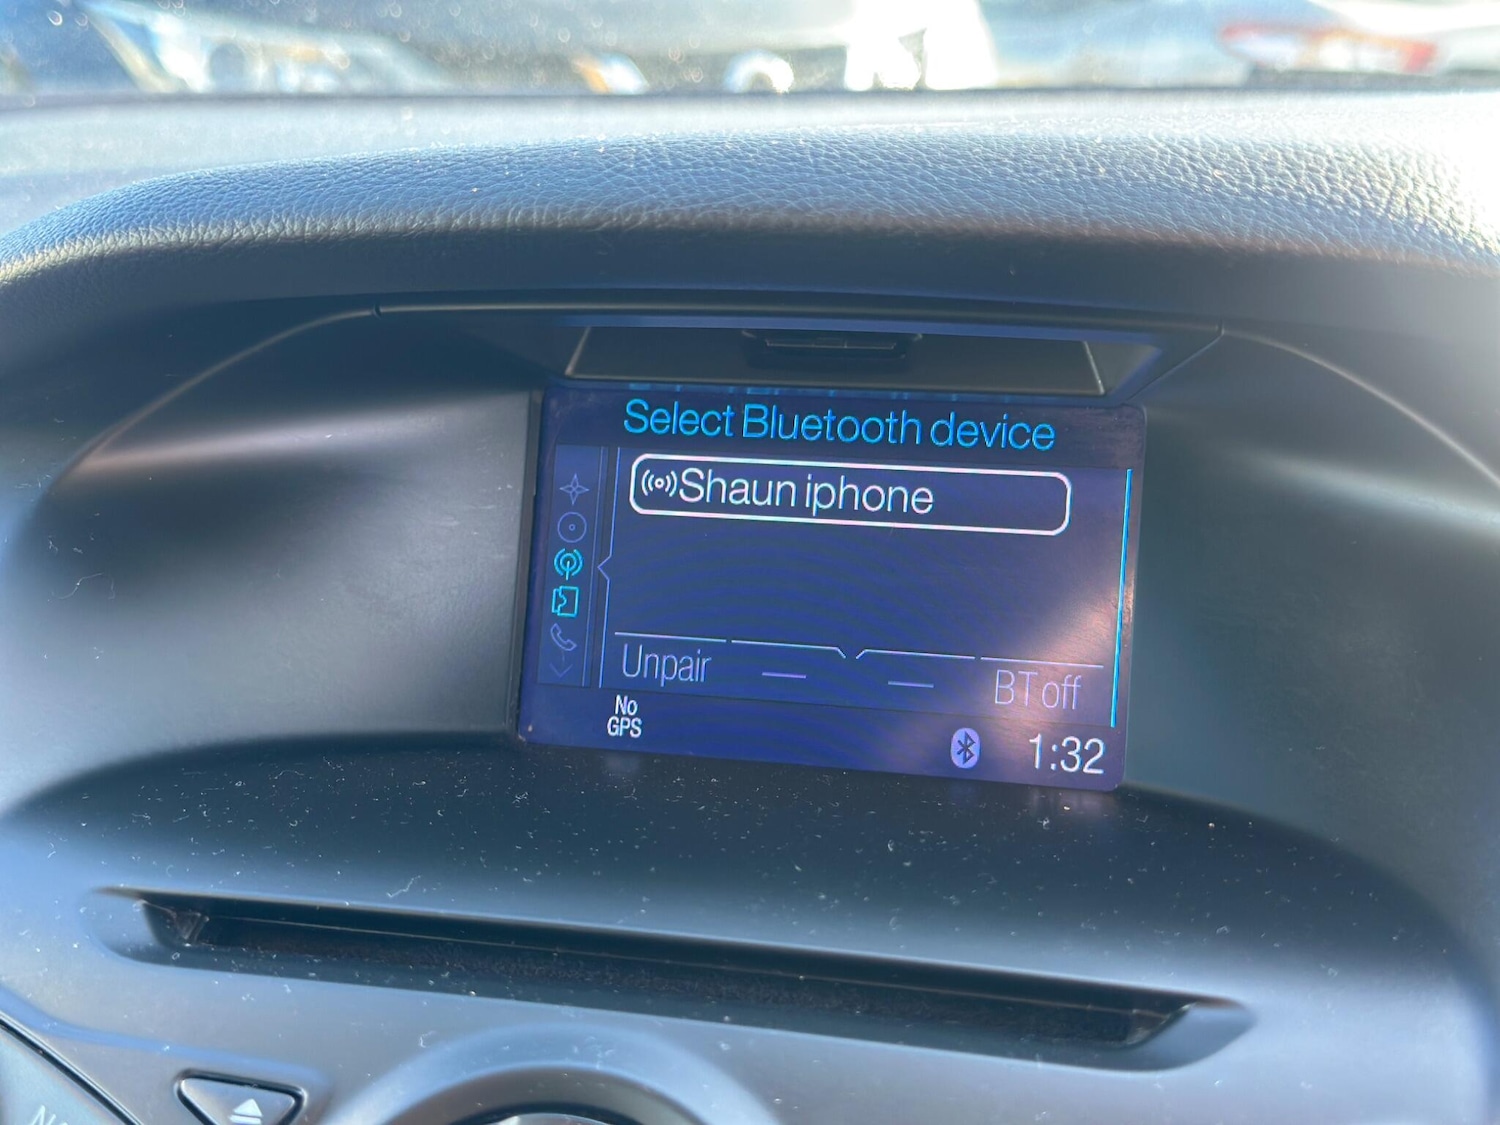 Select Bluetooth device
Shaun iphone
Unpair
BT off
No
GPS
1:32